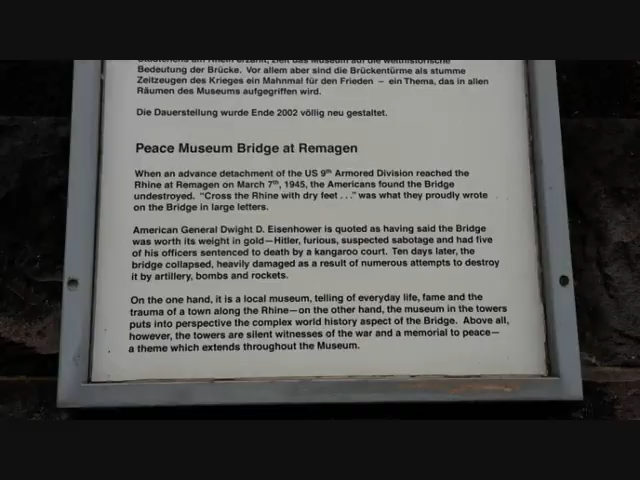 Städtchens am Rhein erzählt, zielt das Museum auf die welthistorische
Bedeutung der Brücke. Vor allem aber sind die Brückentürme als stumme
Zeitzeugen des Krieges ein Mahnmal für den Frieden – ein Thema, das in allen
Räumen des Museums aufgegriffen wird.
Die Dauerstellung wurde Ende 2002 völlig neu gestaltet.
Peace Museum Bridge at Remagen
When an advance detachment of the US 9th Armored Division reached the
Rhine at Remagen on March 7th, 1945, the Americans found the Bridge
undestroyed. “Cross the Rhine with dry feet . . .” was what they proudly wrote
on the Bridge in large letters.
American General Dwight D. Eisenhower is quoted as having said the Bridge
was worth its weight in gold—Hitler, furious, suspected sabotage and had five
of his officers sentenced to death by a kangaroo court. Ten days later, the
bridge collapsed, heavily damaged as a result of numerous attempts to destroy
it by artillery, bombs and rockets.
On the one hand, it is a local museum, telling of everyday life, fame and the
trauma of a town along the Rhine—on the other hand, the museum in the towers
puts into perspective the complex world history aspect of the Bridge. Above all,
however, the towers are silent witnesses of the war and a memorial to peace—
a theme which extends throughout the Museum.